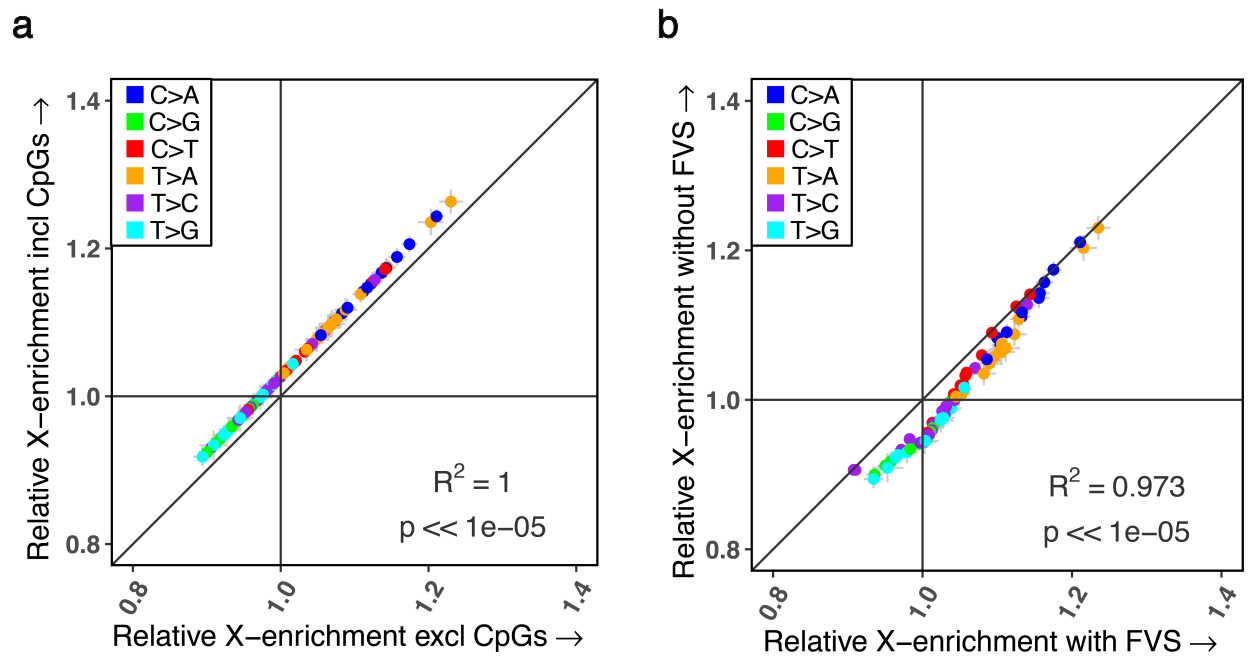 a
Relative X−enrichment incl CpGs →
1.4
1.2
1.0
0.8
C>A
C>G
C>T
T>A
T>C
T>G
R² = 1
p << 1e−05
0.8
1.0
1.2
1.4
Relative X−enrichment excl CpGs →
b
Relative X−enrichment without FVS →
1.4
1.2
1.0
0.8
C>A
C>G
C>T
T>A
T>C
T>G
R² = 0.973
p << 1e−05
0.8
1.0
1.2
1.4
Relative X−enrichment with FVS →